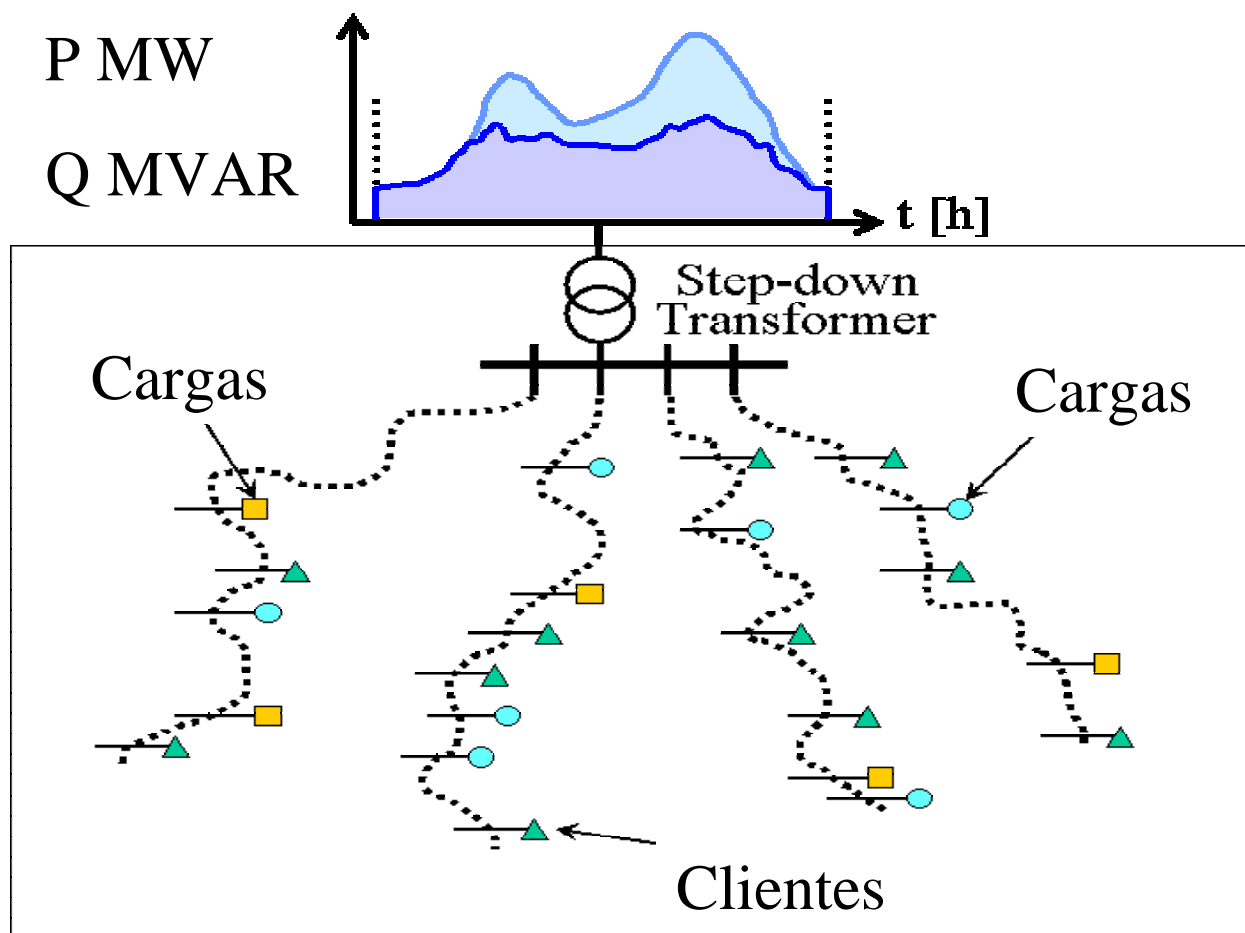 P MW
Q MVAR
t [h]
Step-down
Transformer
Cargas
Cargas
Clientes